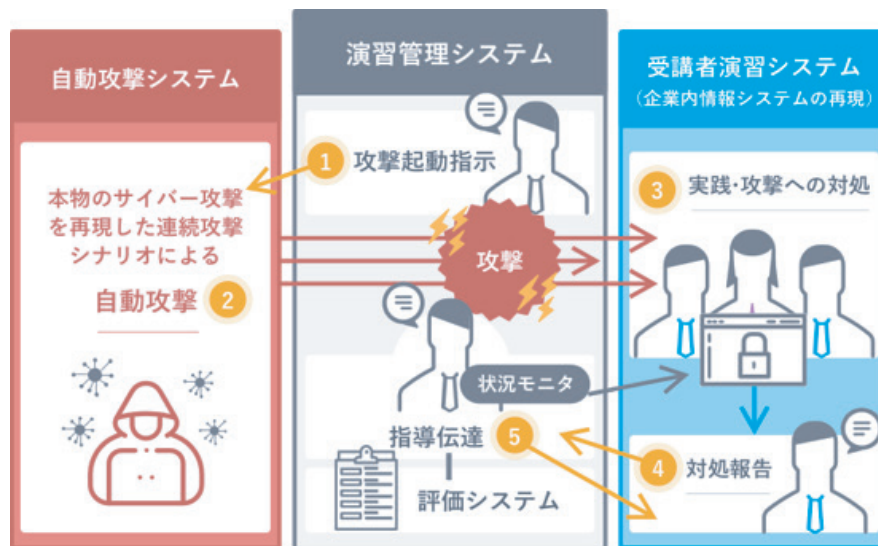 自動攻撃システム
本物のサイバー攻撃
を再現した連続攻撃
シナリオによる
自動攻撃 2
演習管理システム
1 攻撃起動指示
攻撃
状況モニタ
指導伝達 5
評価システム
受講者演習システム
(企業内情報システムの再現)
3 実践・攻撃への対処
4 対処報告